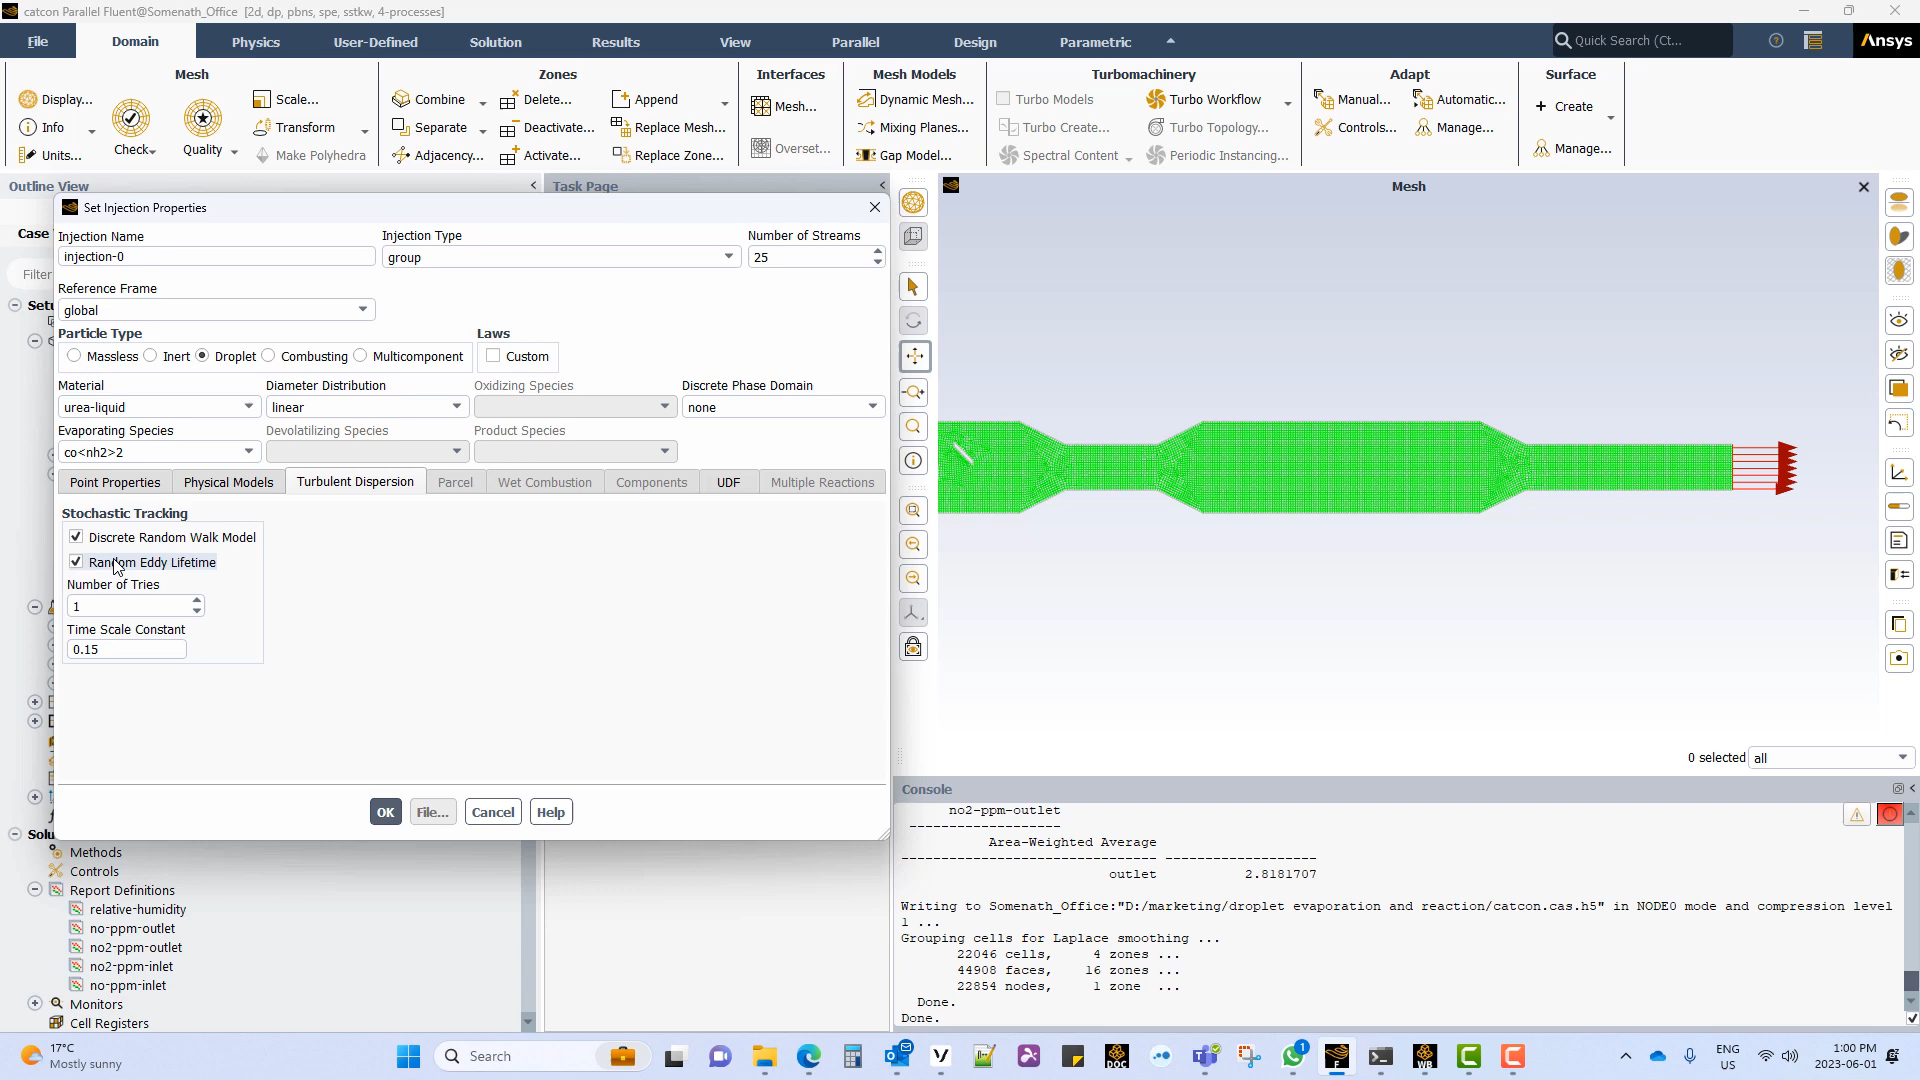 catcon Parallel Fluent@Somenath_Office [2d, dp, pbns, spe, sstkw, 4-processes]
File Domain Physics User-Defined Solution Results View Parallel Design Parametric Quick Search (Ct... Ansys
Mesh Zones Interfaces Mesh Models Turbomachinery Adapt Surface
Display... Scale... Combine Delete... Append Mesh... Dynamic Mesh... Turbo Models Turbo Workflow Manual... Automatic... + Create
Info Check Quality Transform Separate Deactivate... Replace Mesh... Mixing Planes... Turbo Create... Turbo Topology... Controls... Manage...
Units... Make Polyhedra Adjacency... Activate... Replace Zone... Overset... Gap Model... Spectral Content Periodic Instancing... Manage...
Outline View < Task Page < Mesh
Set Injection Properties
Case
Filter
Setu
Injection Name Injection Type Number of Streams
injection-0 group 25
Reference Frame
global
Particle Type Laws
Massless Inert Droplet Combusting Multicomponent Custom
Material Diameter Distribution Oxidizing Species Discrete Phase Domain
urea-liquid linear none
Evaporating Species Devolatilizing Species Product Species
co<nh2>2
Point Properties Physical Models Turbulent Dispersion Parcel Wet Combustion Components UDF Multiple Reactions
Stochastic Tracking
Discrete Random Walk Model
Random Eddy Lifetime
Number of Tries
1
Time Scale Constant
0.15
OK File... Cancel Help
Solu
Methods
Controls
Report Definitions
relative-humidity
no-ppm-outlet
no2-ppm-outlet
no2-ppm-inlet
no-ppm-inlet
Monitors
Cell Registers
0 selected all
Console
no2-ppm-outlet
-------------------
Area-Weighted Average
-------------------------------- -------------------
outlet 2.8181707
Writing to Somenath_Office:"D:/marketing/droplet evaporation and reaction/catcon.cas.h5" in NODE0 mode and compression level
1 ...
Grouping cells for Laplace smoothing ...
22046 cells, 4 zones ...
44908 faces, 16 zones ...
22854 nodes, 1 zone ...
Done.
Done.
17°C
Mostly sunny
Search
DOC
F
WB
1
ENG
US
1:00 PM
2023-06-01